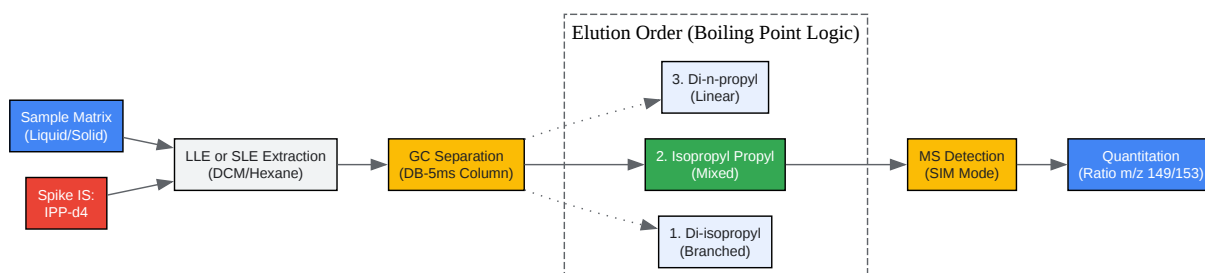 Sample Matrix
(Liquid/Solid)
Spike IS:
IPP-d4
LLE or SLE Extraction
(DCM/Hexane)
GC Separation
(DB-5ms Column)
Elution Order (Boiling Point Logic)
3. Di-n-propyl
(Linear)
2. Isopropyl Propyl
(Mixed)
1. Di-isopropyl
(Branched)
MS Detection
(SIM Mode)
Quantitation
(Ratio m/z 149/153)